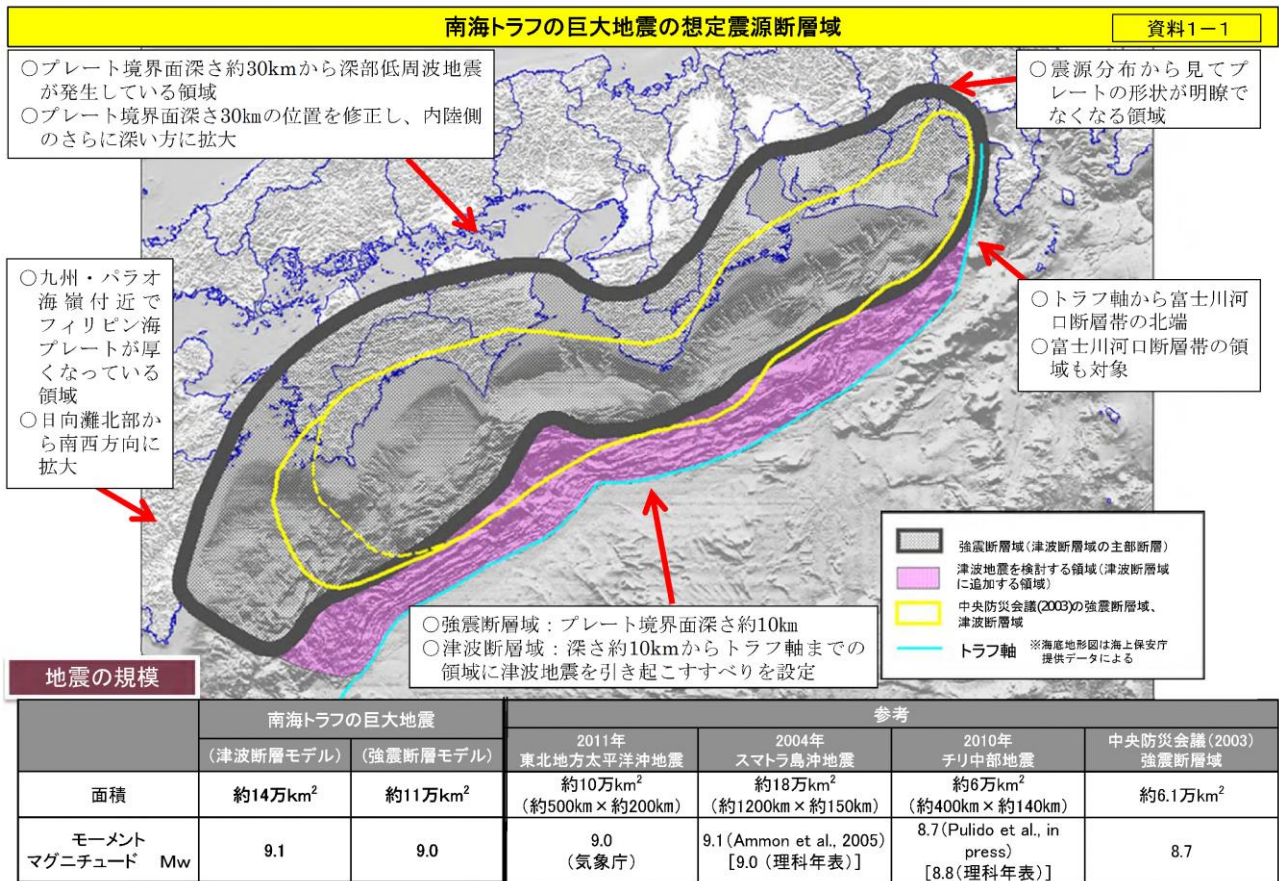 南海トラフの巨大地震の想定震源断層域
資料1-1
○プレート境界面深さ約30kmから深部低周波地震
が発生している領域
○プレート境界面深さ30kmの位置を修正し、内陸側
のさらに深い方に拡大
○震源分布から見てプ
レートの形状が明瞭で
なくなる領域
○九州・パラオ
海嶺付近で
フィリピン海
プレートが厚
くなっている
領域
○日向灘北部か
ら南西方向に
拡大
○トラフ軸から富士川河
口断層帯の北端
○富士川河口断層帯の領
域も対象
○強震断層域：プレート境界面深さ約10km
○津波断層域：深さ約10kmからトラフ軸までの
領域に津波地震を引き起こすすべりを設定
強震断層域(津波断層域の主部断層)
津波地震を検討する領域(津波断層域
に追加する領域)
中央防災会議(2003)の強震断層域、
津波断層域
トラフ軸 ※海底地形図は海上保安庁
提供データによる
地震の規模
南海トラフの巨大地震
参考
(津波断層モデル)
(強震断層モデル)
2011年
東北地方太平洋沖地震
2004年
スマトラ島沖地震
2010年
チリ中部地震
中央防災会議(2003)
強震断層域
面積
約14万km²
約11万km²
約10万km²
(約500km×約200km)
約18万km²
(約1200km×約150km)
約6万km²
(約400km×約140km)
約6.1万km²
モーメント
マグニチュード Mw
9.1
9.0
9.0
(気象庁)
9.1(Ammon et al., 2005)
[9.0 (理科年表)]
8.7(Pulido et al., in
press)
[8.8(理科年表)]
8.7